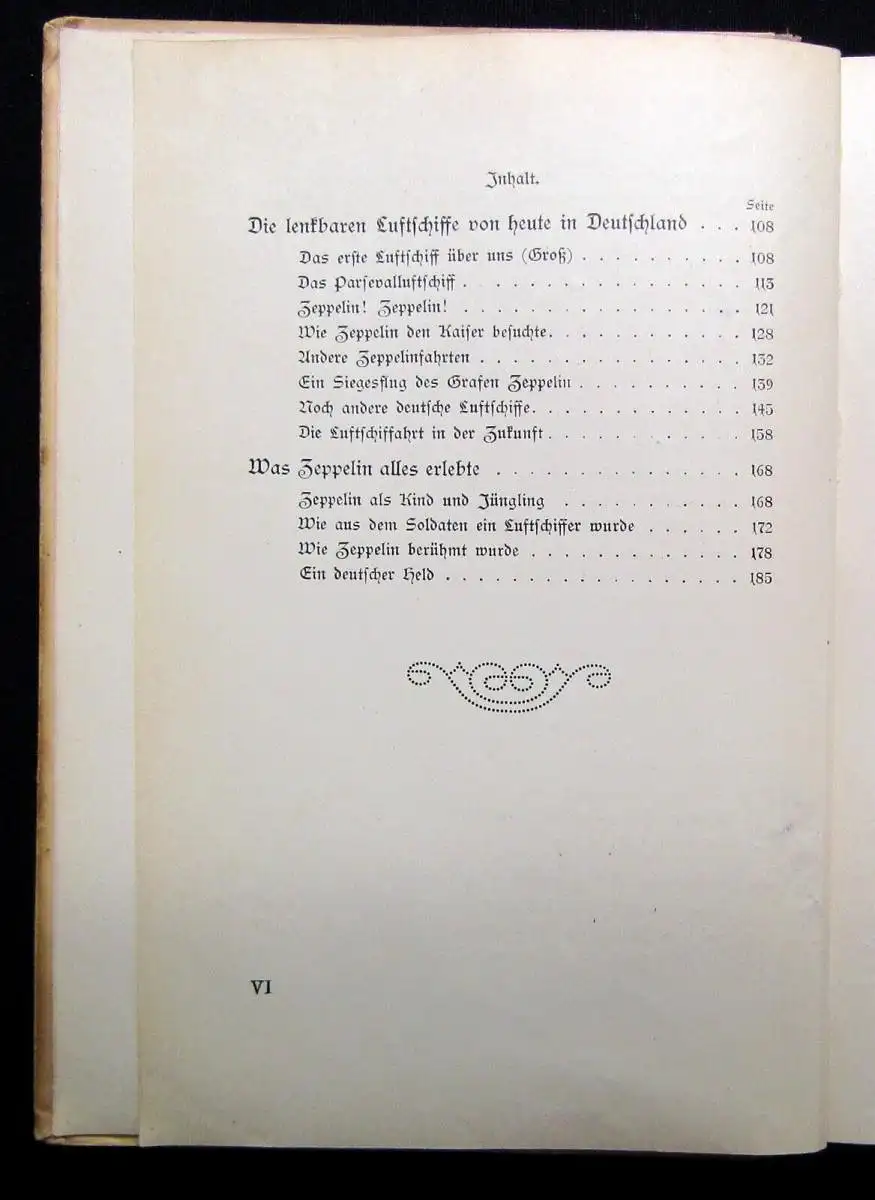 Inhalt.
Seite
Die lenkbaren Luftschiffe von heute in Deutschland . . . 108
Das erste Luftschiff über uns (Groß) . . . . . . . . . . 108
Das Parsevalluftschiff . . . . . . . . . . . . . . . . 113
Zeppelin! Zeppelin! . . . . . . . . . . . . . . . . . 121
Wie Zeppelin den Kaiser besuchte. . . . . . . . . . . . 128
Andere Zeppelinfahrten . . . . . . . . . . . . . . . 132
Ein Siegesflug des Grafen Zeppelin . . . . . . . . . . 139
Noch andere deutsche Luftschiffe. . . . . . . . . . . . 145
Die Luftschiffahrt in der Zukunft . . . . . . . . . . . 158
Was Zeppelin alles erlebte . . . . . . . . . . . . . . 168
Zeppelin als Kind und Jüngling . . . . . . . . . . 168
Wie aus dem Soldaten ein Luftschiffer wurde . . . . . . 172
Wie Zeppelin berühmt wurde . . . . . . . . . . . . 178
Ein deutscher Held . . . . . . . . . . . . . . . . . . 185
VI